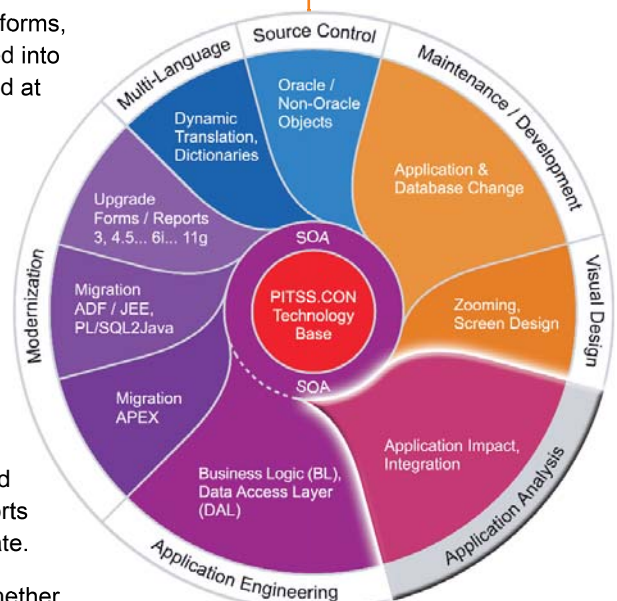 forms,
ed into
d at
Source Control
Multi-Language
Maintenance / Development
Oracle /
Non-Oracle
Objects
Dynamic
Translation,
Dictionaries
Application &
Database Change
Upgrade
Forms / Reports
3, 4.5... 6i... 11g
SOA
Visual Design
Modernization
Migration
ADF / JEE,
PL/SQL2Java
PITSS.CON
Technology
Base
Zooming,
Screen Design
SOA
Migration
APEX
Application Impact,
Integration
Business Logic (BL),
Data Access Layer
(DAL)
Application Analysis
Application Engineering
d
rts
ate.
hether